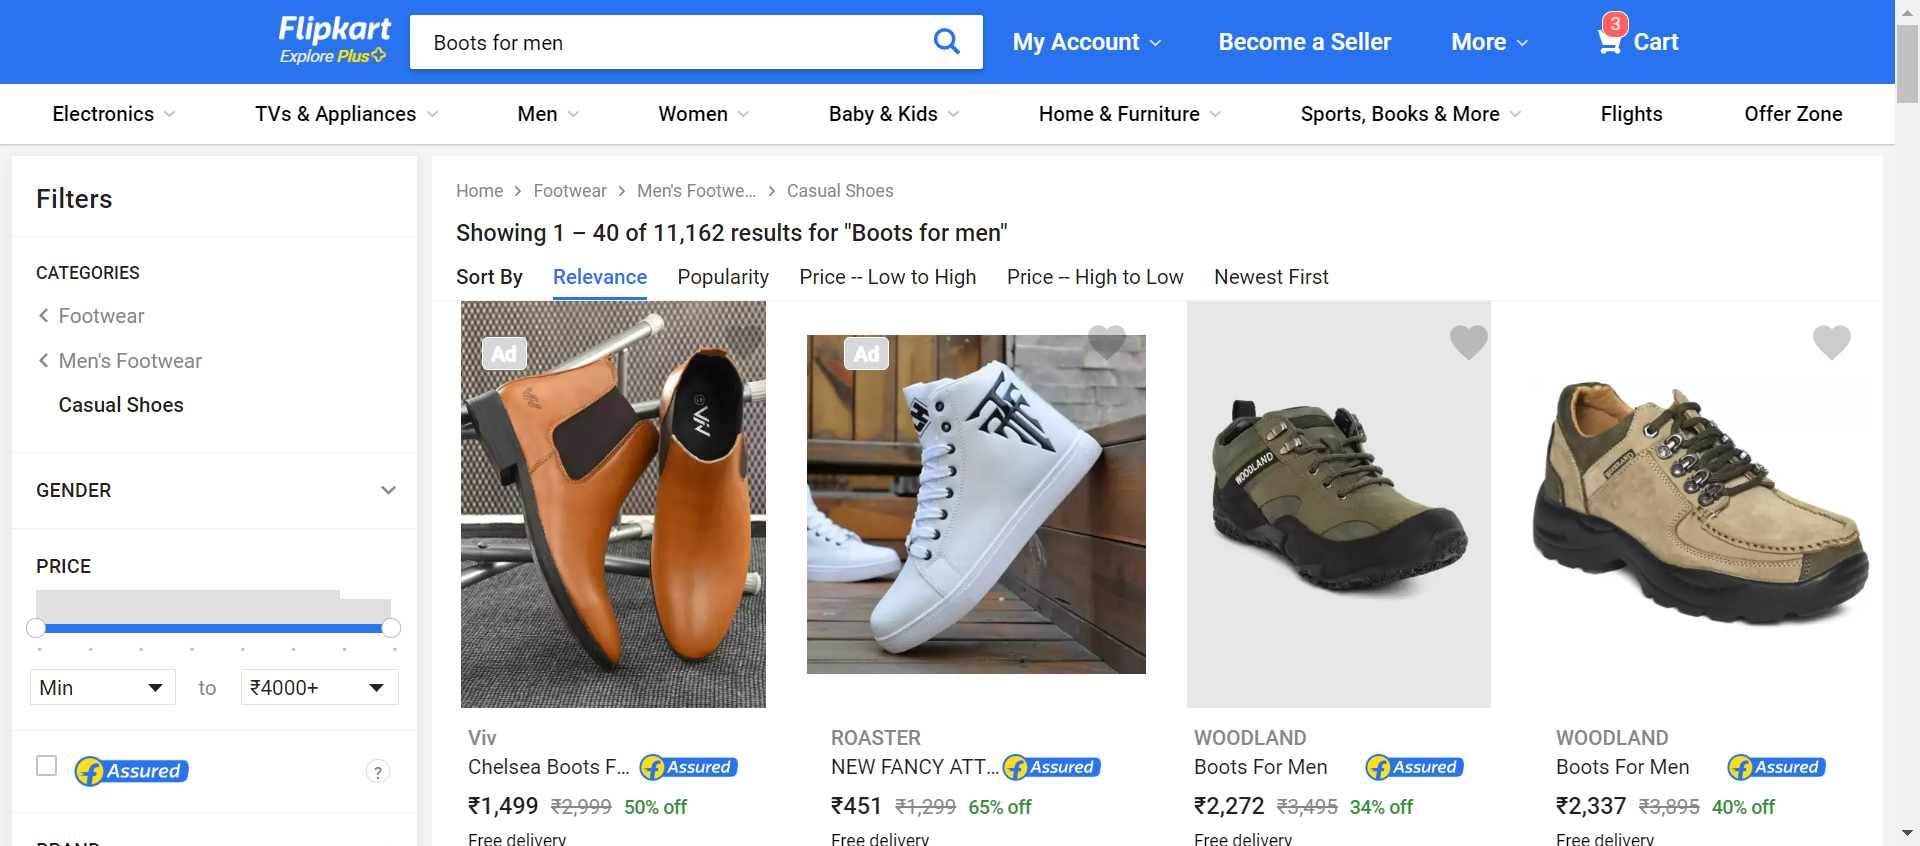 Flipkart
Explore Plus
Boots for men
My Account
Become a Seller
More
3
Cart
Electronics
TVs & Appliances
Men
Women
Baby & Kids
Home & Furniture
Sports, Books & More
Flights
Offer Zone
Filters
CATEGORIES
Footwear
Men's Footwear
Casual Shoes
GENDER
PRICE
Min
to
₹4000+
Assured
?
BRAND
Home
Footwear
Men's Footwe...
Casual Shoes
Showing 1 – 40 of 11,162 results for "Boots for men"
Sort By
Relevance
Popularity
Price -- Low to High
Price -- High to Low
Newest First
Ad
VIV
Viv
Chelsea Boots F...
Assured
₹1,499 ₹2,999 50% off
Free delivery
Ad
ROASTER
NEW FANCY ATT...
Assured
₹451 ₹1,299 65% off
Free delivery
WOODLAND
WOODLAND
Boots For Men
Assured
₹2,272 ₹3,495 34% off
Free delivery
WOODLAND
WOODLAND
Boots For Men
Assured
₹2,337 ₹3,895 40% off
Free delivery